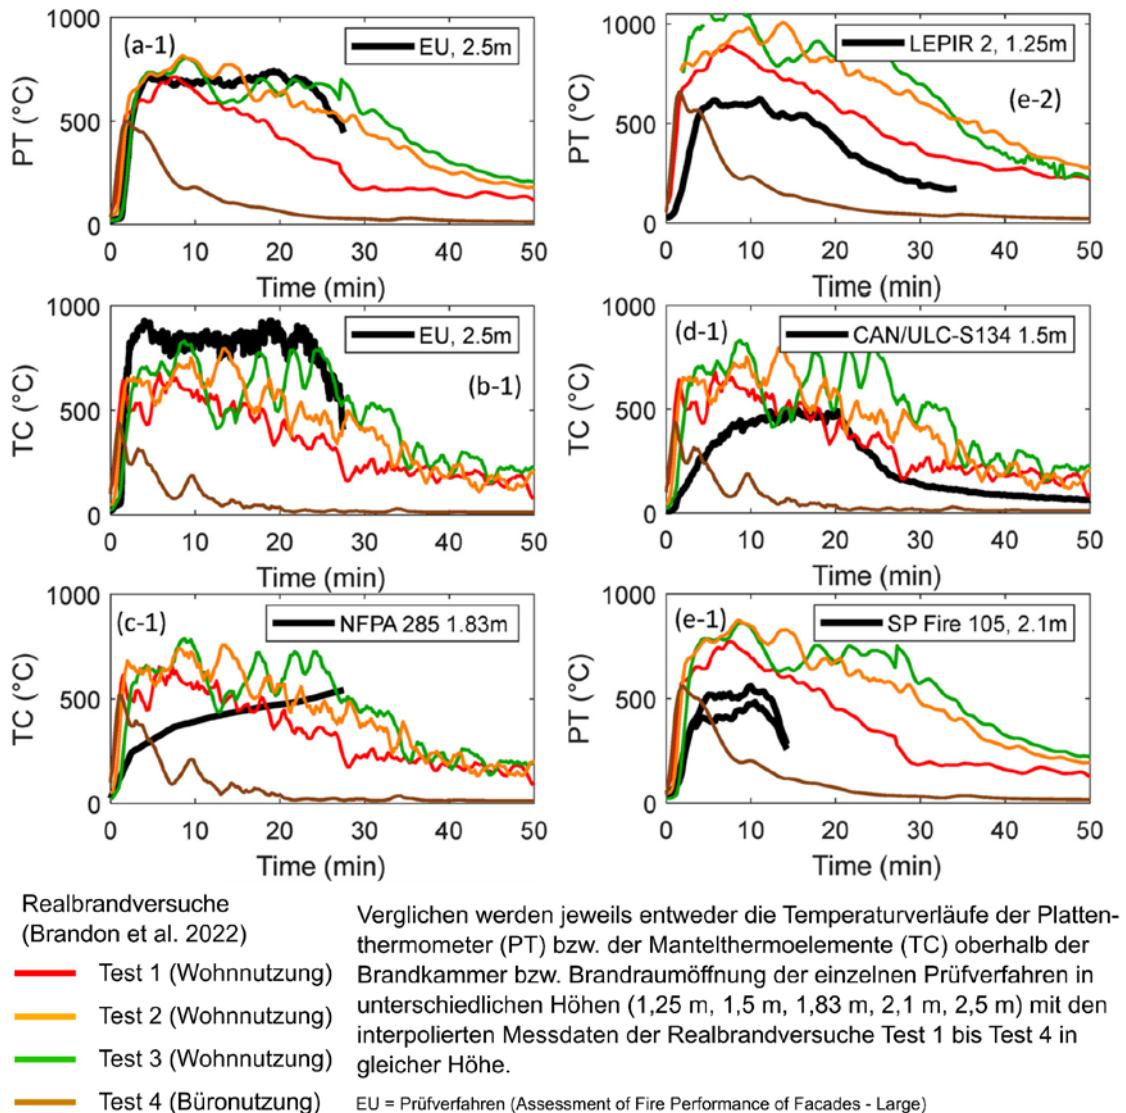 (a-1)
EU, 2.5m
1000
500
0
PT (°C)
0 10 20 30 40 50
Time (min)
LEPIR 2, 1.25m
(e-2)
1000
500
0
PT (°C)
0 10 20 30 40 50
Time (min)
EU, 2.5m
(b-1)
1000
500
0
TC (°C)
0 10 20 30 40 50
Time (min)
(d-1)
CAN/ULC-S134 1.5m
1000
500
0
TC (°C)
0 10 20 30 40 50
Time (min)
(c-1)
NFPA 285 1.83m
1000
500
0
TC (°C)
0 10 20 30 40 50
Time (min)
(e-1)
SP Fire 105, 2.1m
1000
500
0
PT (°C)
0 10 20 30 40 50
Time (min)
Realbrandversuche
(Brandon et al. 2022)
Test 1 (Wohnnutzung)
Test 2 (Wohnnutzung)
Test 3 (Wohnnutzung)
Test 4 (Büronutzung)
Verglichen werden jeweils entweder die Temperaturverläufe der Platten-
thermometer (PT) bzw. der Mantelthermoelemente (TC) oberhalb der
Brandkammer bzw. Brandraumöffnung der einzelnen Prüfverfahren in
unterschiedlichen Höhen (1,25 m, 1,5 m, 1,83 m, 2,1 m, 2,5 m) mit den
interpolierten Messdaten der Realbrandversuche Test 1 bis Test 4 in
gleicher Höhe.
EU = Prüfverfahren (Assessment of Fire Performance of Facades - Large)